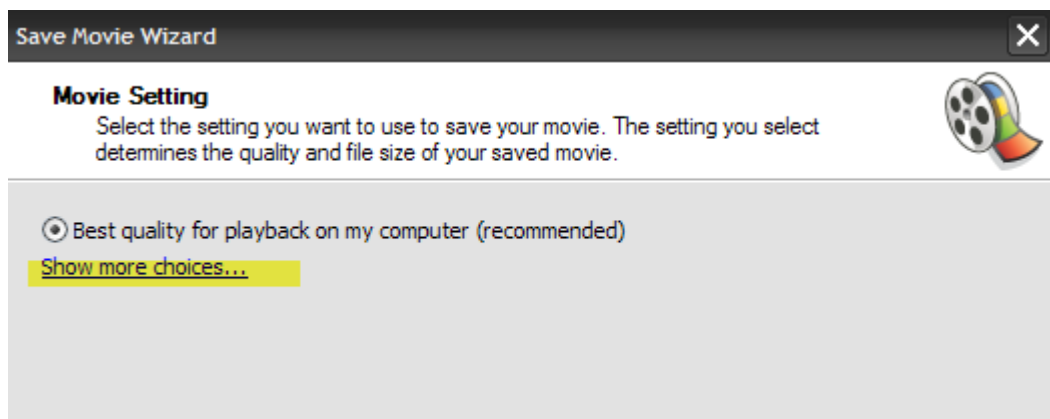 Save Movie Wizard
Movie Setting
Select the setting you want to use to save your movie. The setting you select
determines the quality and file size of your saved movie.
Best quality for playback on my computer (recommended)
Show more choices...